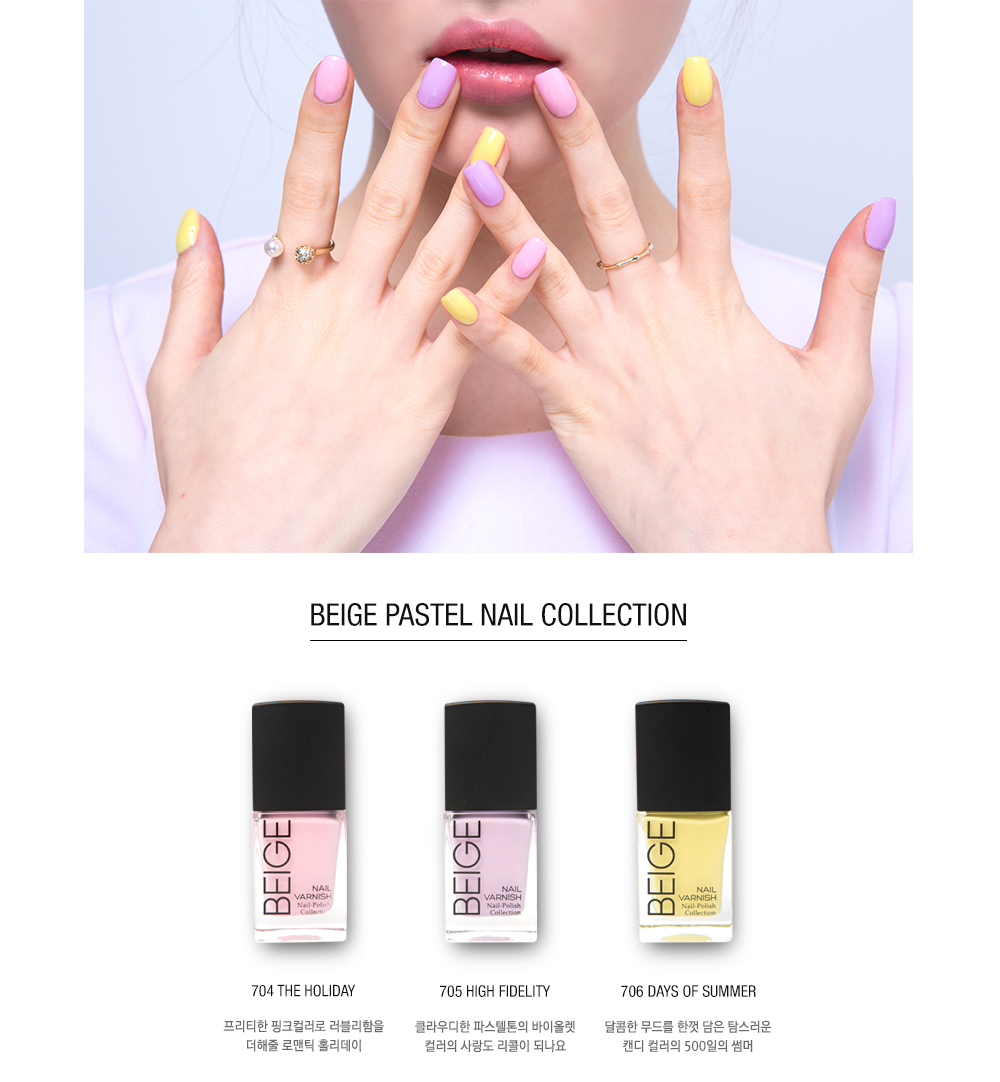 BEIGE PASTEL NAIL COLLECTION
BEIGE
NAIL
VARNISH
Nail-Polish
Collection
BEIGE
NAIL
VARNISH
Nail-Polish
Collection
BEIGE
NAIL
VARNISH
Nail-Polish
Collection
704 THE HOLIDAY
프리티한 핑크컬러로 러블리함을
더해줄 로맨틱 홀리데이
705 HIGH FIDELITY
클라우디한 파스텔톤의 바이올렛
컬러의 사랑도 리콜이 되나요
706 DAYS OF SUMMER
달콤한 무드를 한껏 담은 탐스러운
캔디 컬러의 500일의 썸머